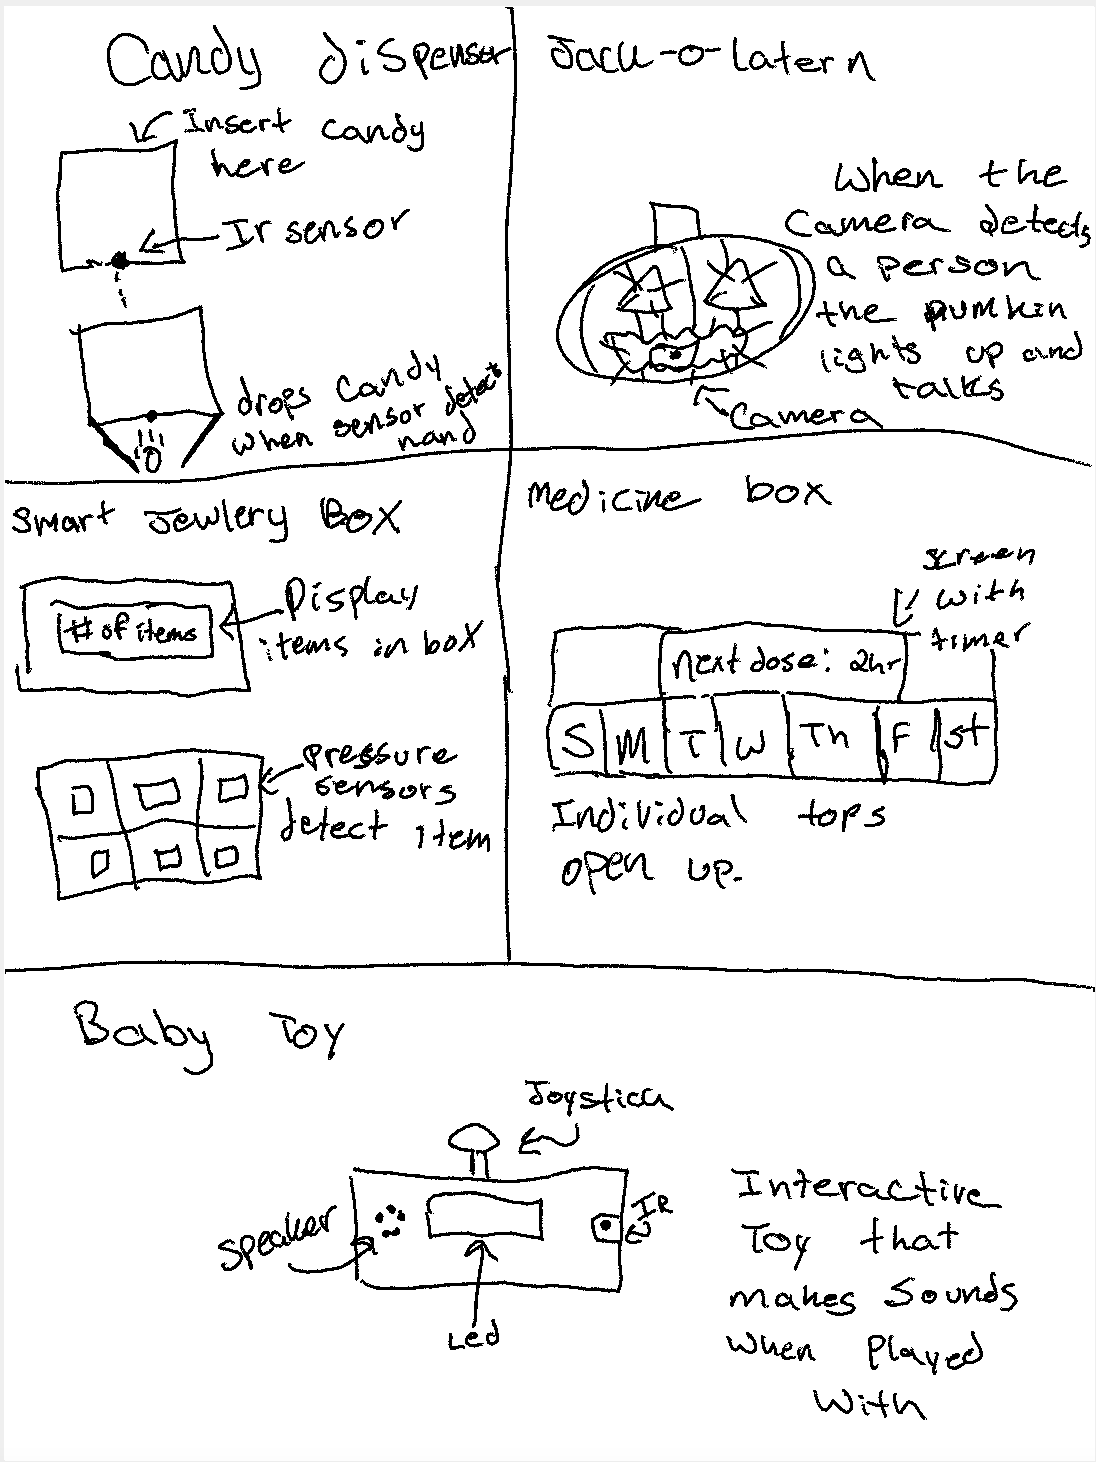 Candy dispensor
Insert candy
here
Ir sensor
drops candy
when sensor detects
hand
Jack-o-latern
When the
Camera detects
a person
the pumkin
lights up and
talks
Camera
Smart Jewlery Box
# of items
Display
items in box
pressure
sensors
detect item
Medicine box
screen
with
timer
next dose: 2hr
S M T W Th F St
Individual tops
open up.
Baby Toy
Joystick
Speaker
IR
Led
Interactive
Toy that
makes sounds
when played
with